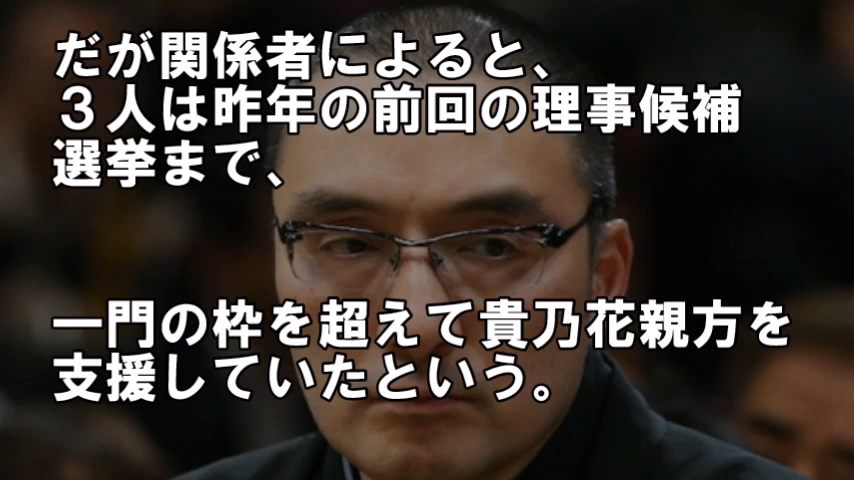 だが関係者によると、
３人は昨年の前回の理事候補
選挙まで、
一門の枠を超えて貴乃花親方を
支援していたという。